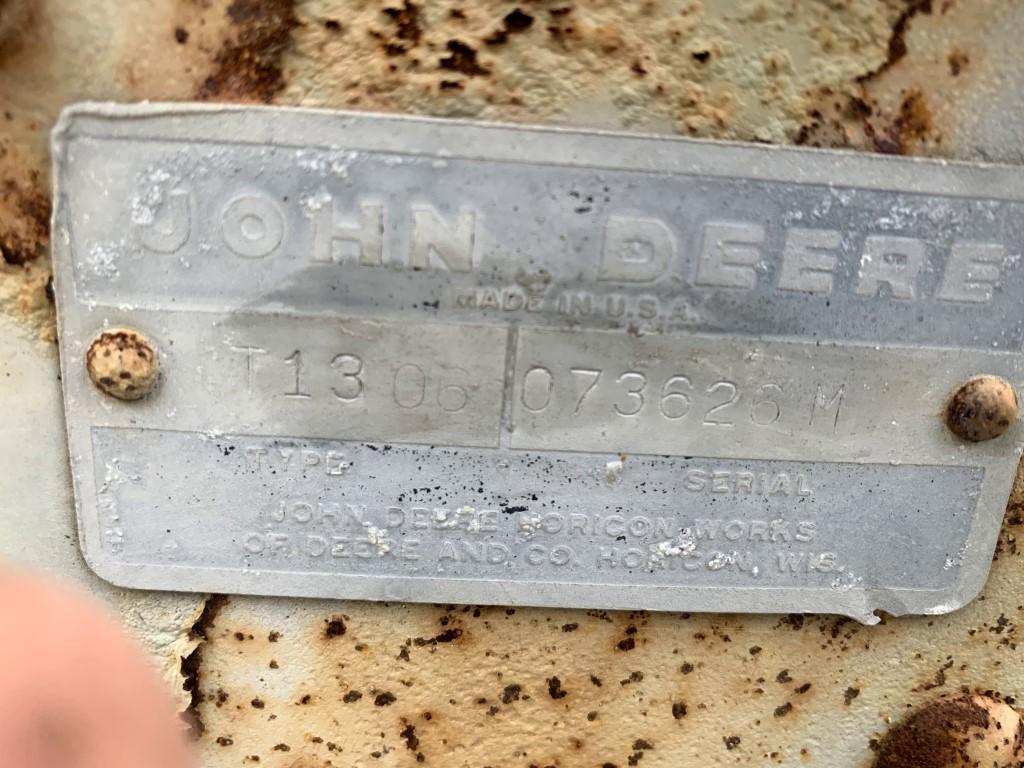 JOHN DEERE
MADE IN U.S.A.
T1306 073626M
TYPE SERIAL
JOHN DEERE HORICON WORKS
OF DEERE AND CO. HORICON, WIS.